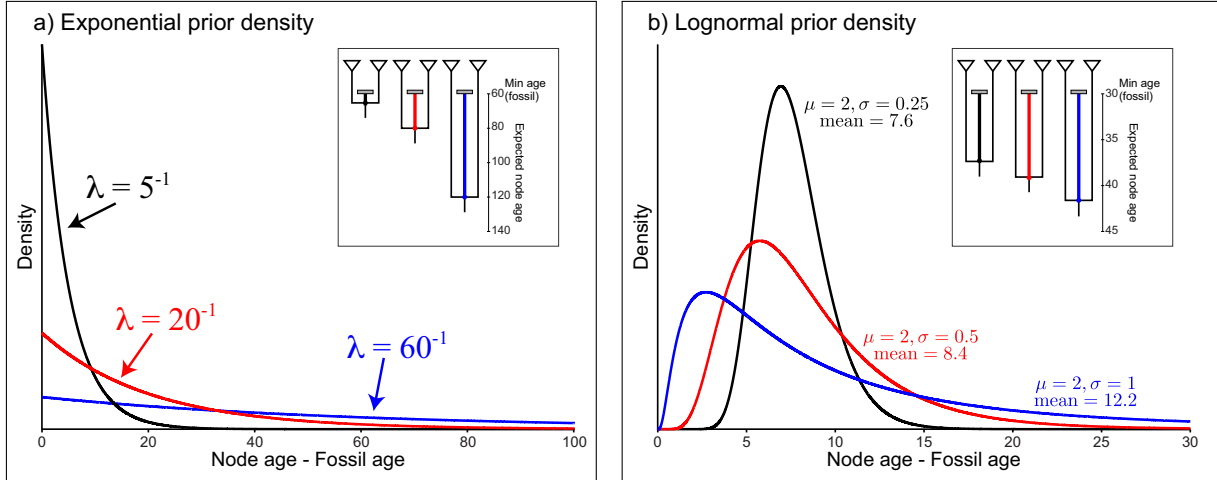 a) Exponential prior density
Min age
(fossil)
60
80
100
120
140
Expected node age
λ = 5⁻¹
λ = 20⁻¹
λ = 60⁻¹
Density
0
20
40
60
80
100
Node age - Fossil age
b) Lognormal prior density
Min age
(fossil)
30
35
40
45
Expected node age
μ = 2, σ = 0.25
mean = 7.6
μ = 2, σ = 0.5
mean = 8.4
μ = 2, σ = 1
mean = 12.2
Density
0
5
10
15
20
25
30
Node age - Fossil age